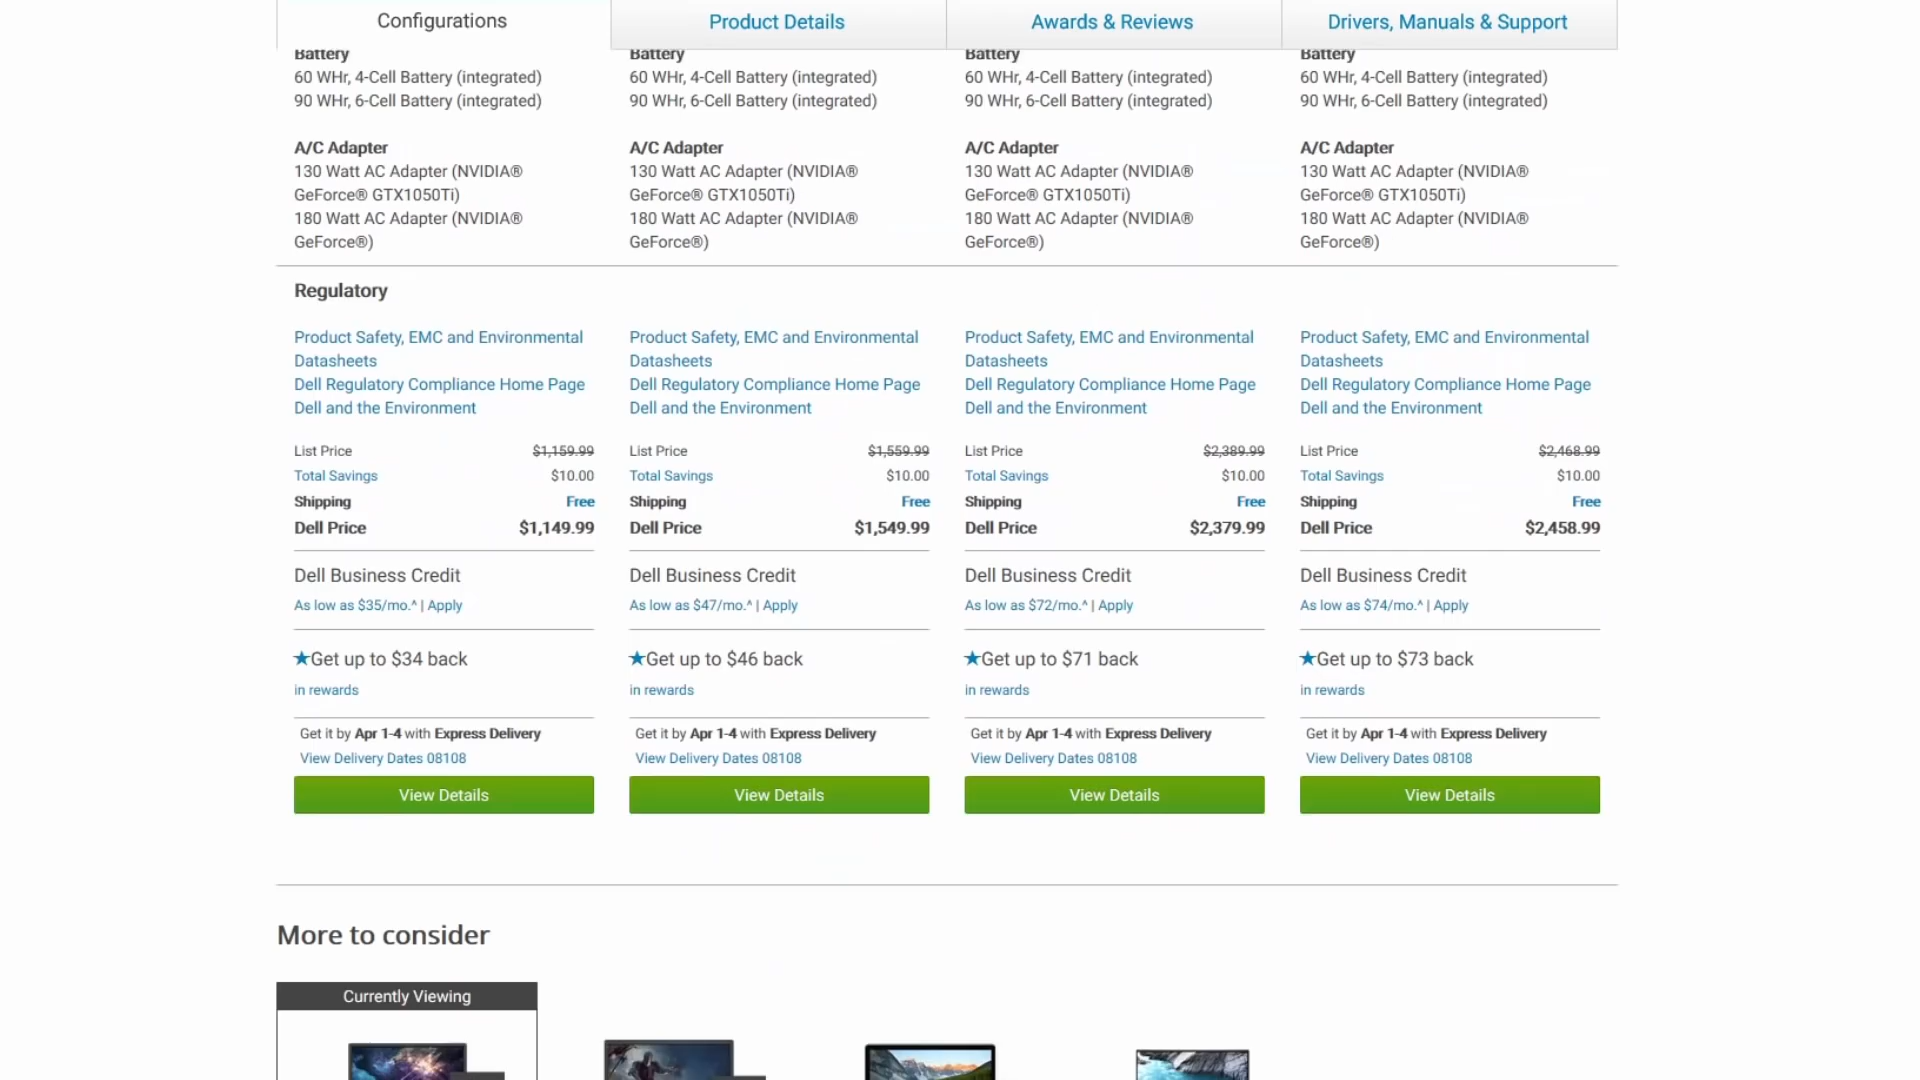 Configurations
Product Details
Awards & Reviews
Drivers, Manuals & Support
Battery
60 WHr, 4-Cell Battery (integrated)
90 WHr, 6-Cell Battery (integrated)
A/C Adapter
130 Watt AC Adapter (NVIDIA®
GeForce® GTX1050Ti)
180 Watt AC Adapter (NVIDIA®
GeForce®)
Battery
60 WHr, 4-Cell Battery (integrated)
90 WHr, 6-Cell Battery (integrated)
A/C Adapter
130 Watt AC Adapter (NVIDIA®
GeForce® GTX1050Ti)
180 Watt AC Adapter (NVIDIA®
GeForce®)
Battery
60 WHr, 4-Cell Battery (integrated)
90 WHr, 6-Cell Battery (integrated)
A/C Adapter
130 Watt AC Adapter (NVIDIA®
GeForce® GTX1050Ti)
180 Watt AC Adapter (NVIDIA®
GeForce®)
Battery
60 WHr, 4-Cell Battery (integrated)
90 WHr, 6-Cell Battery (integrated)
A/C Adapter
130 Watt AC Adapter (NVIDIA®
GeForce® GTX1050Ti)
180 Watt AC Adapter (NVIDIA®
GeForce®)
Regulatory
Product Safety, EMC and Environmental
Datasheets
Dell Regulatory Compliance Home Page
Dell and the Environment
List Price $1,159.99
Total Savings $10.00
Shipping Free
Dell Price $1,149.99
Dell Business Credit
As low as $35/mo.^ | Apply
★Get up to $34 back
in rewards
Get it by Apr 1-4 with Express Delivery
View Delivery Dates 08108
View Details
Product Safety, EMC and Environmental
Datasheets
Dell Regulatory Compliance Home Page
Dell and the Environment
List Price $1,559.99
Total Savings $10.00
Shipping Free
Dell Price $1,549.99
Dell Business Credit
As low as $47/mo.^ | Apply
★Get up to $46 back
in rewards
Get it by Apr 1-4 with Express Delivery
View Delivery Dates 08108
View Details
Product Safety, EMC and Environmental
Datasheets
Dell Regulatory Compliance Home Page
Dell and the Environment
List Price $2,389.99
Total Savings $10.00
Shipping Free
Dell Price $2,379.99
Dell Business Credit
As low as $72/mo.^ | Apply
★Get up to $71 back
in rewards
Get it by Apr 1-4 with Express Delivery
View Delivery Dates 08108
View Details
Product Safety, EMC and Environmental
Datasheets
Dell Regulatory Compliance Home Page
Dell and the Environment
List Price $2,468.99
Total Savings $10.00
Shipping Free
Dell Price $2,458.99
Dell Business Credit
As low as $74/mo.^ | Apply
★Get up to $73 back
in rewards
Get it by Apr 1-4 with Express Delivery
View Delivery Dates 08108
View Details
More to consider
Currently Viewing